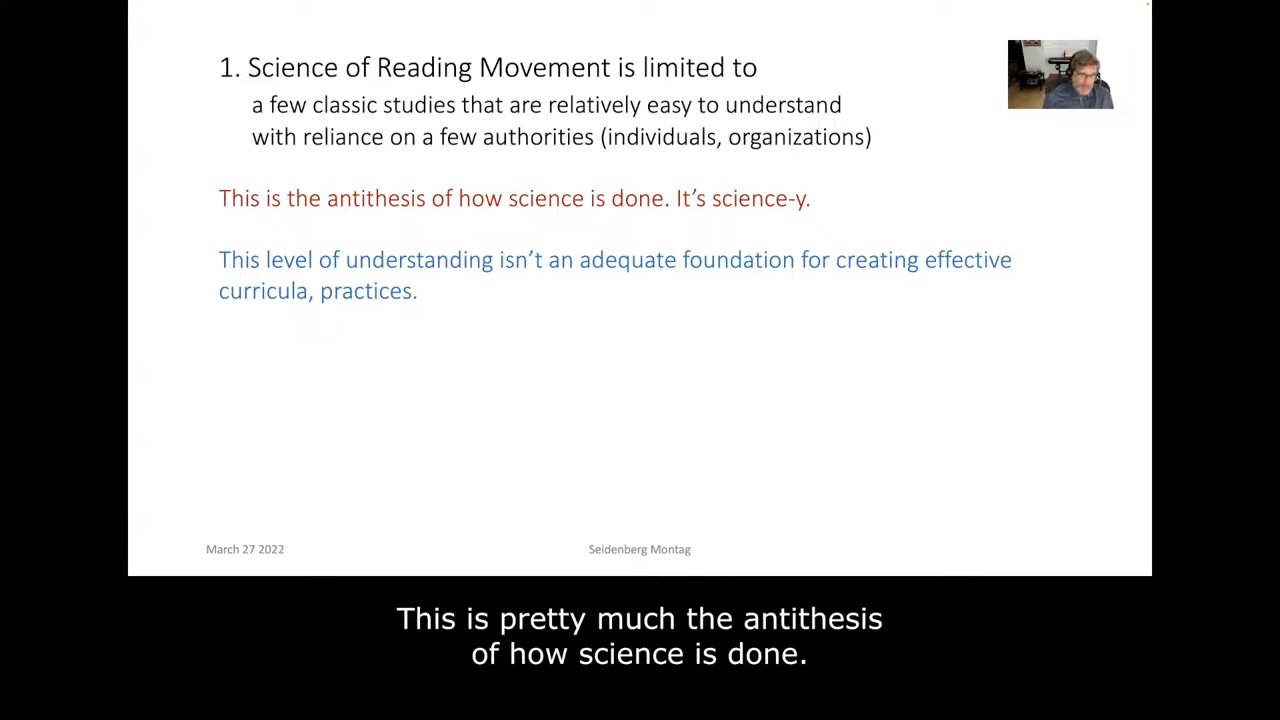 1. Science of Reading Movement is limited to
a few classic studies that are relatively easy to understand
with reliance on a few authorities (individuals, organizations)
This is the antithesis of how science is done. It’s science-y.
This level of understanding isn’t an adequate foundation for creating effective
curricula, practices.
March 27 2022
Seidenberg Montag
This is pretty much the antithesis
of how science is done.